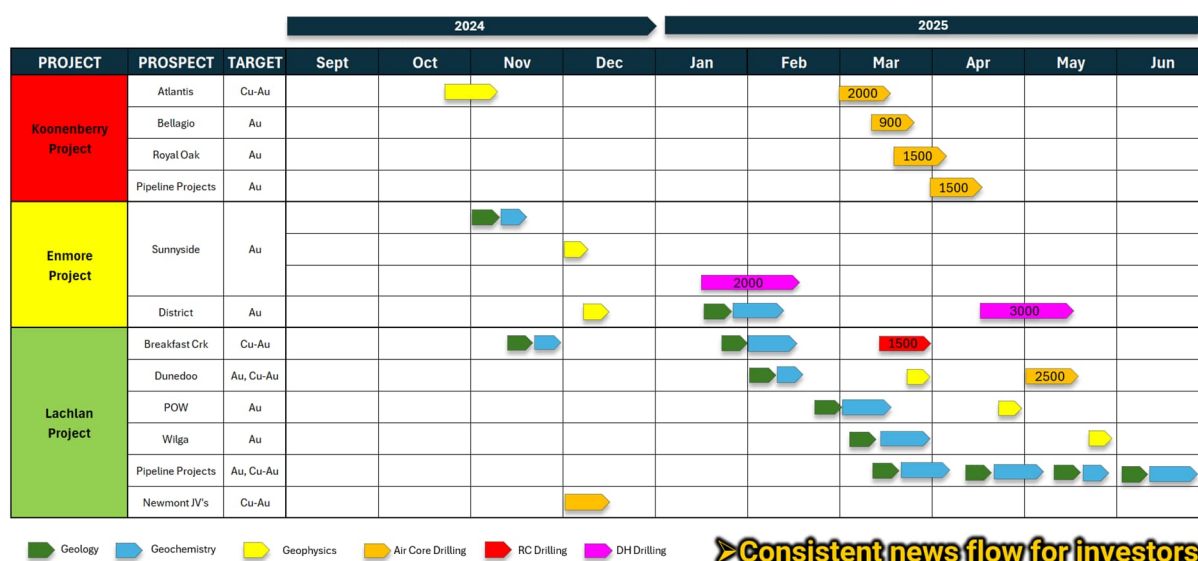 2024 2025
PROJECT PROSPECT TARGET Sept Oct Nov Dec Jan Feb Mar Apr May Jun
Koonenberry Project
Atlantis Cu-Au 2000
Bellagio Au 900
Royal Oak Au 1500
Pipeline Projects Au 1500
Enmore Project
Sunnyside Au
2000
District Au 3000
Lachlan Project
Breakfast Crk Cu-Au 1500
Dunedoo Au, Cu-Au 2500
POW Au
Wilga Au
Pipeline Projects Au, Cu-Au
Newmont JV's Cu-Au
Geology Geochemistry Geophysics Air Core Drilling RC Drilling DH Drilling
➢Consistent news flow for investors